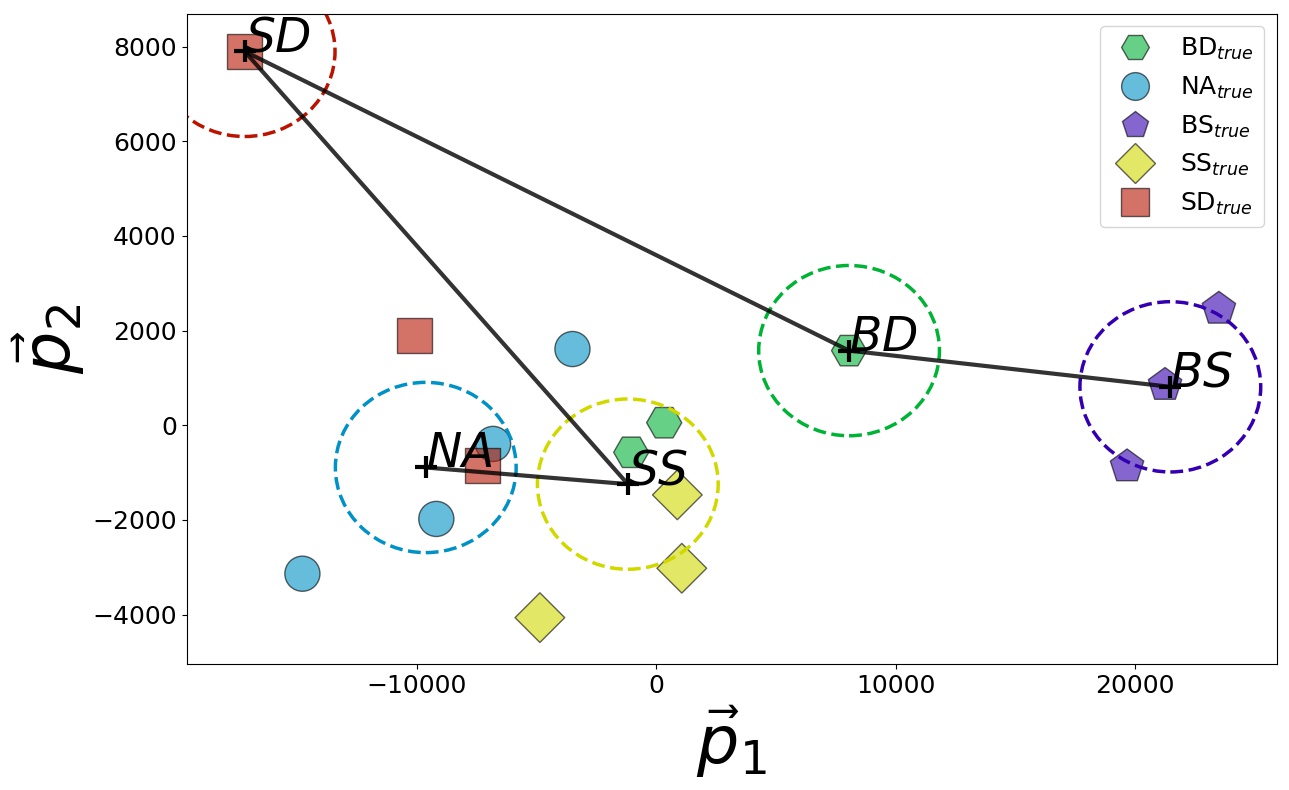 8000
6000
4000
2000
0
−2000
−4000
−10000
0
10000
20000
p⃗₂
p⃗₁
SD
BD
BS
NA
SS
BD_true
NA_true
BS_true
SS_true
SD_true